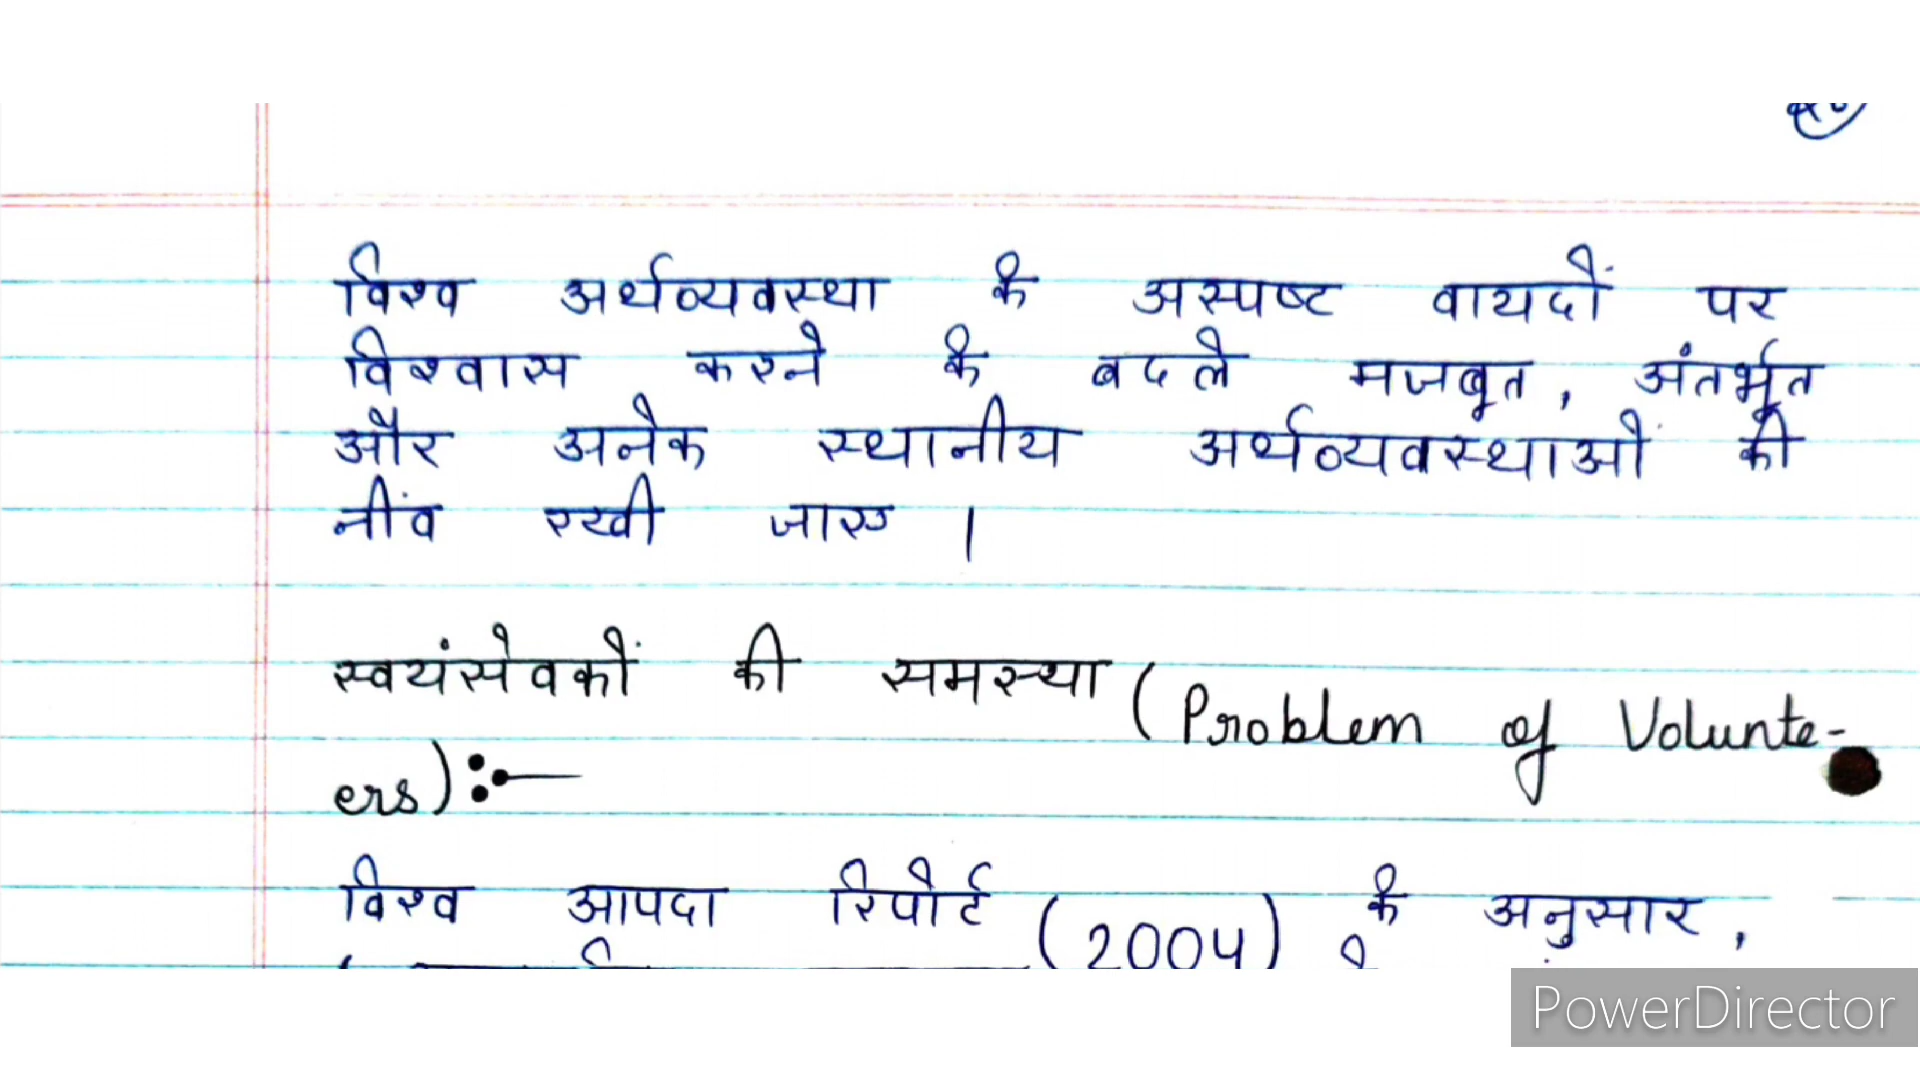 विश्व अर्थव्यवस्था के अस्पष्ट वायदों पर
विश्वास करने के बदले मजबूत, अंतर्भूत
और अनेक स्थानीय अर्थव्यवस्थाओं की
नींव रखी जाए।
स्वयंसेवकों की समस्या (Problem of Volunte-
ers):-
विश्व आपदा रिपोर्ट (2004) के अनुसार,
PowerDirector